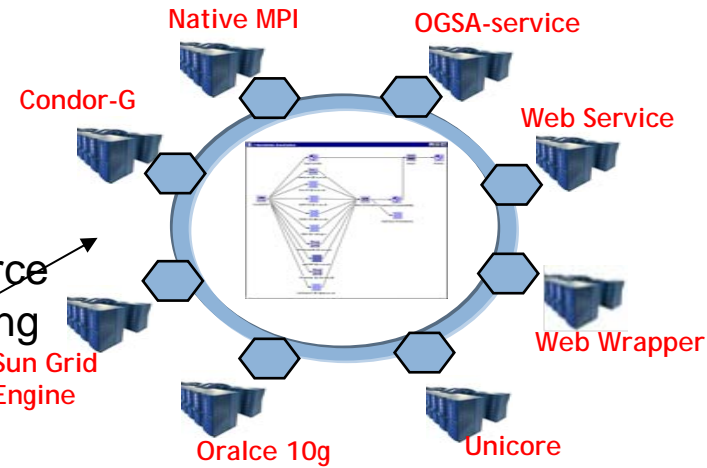 Native MPI
OGSA-service
Condor-G
Web Service
rce
ng
Sun Grid
Engine
Web Wrapper
Oralce 10g
Unicore